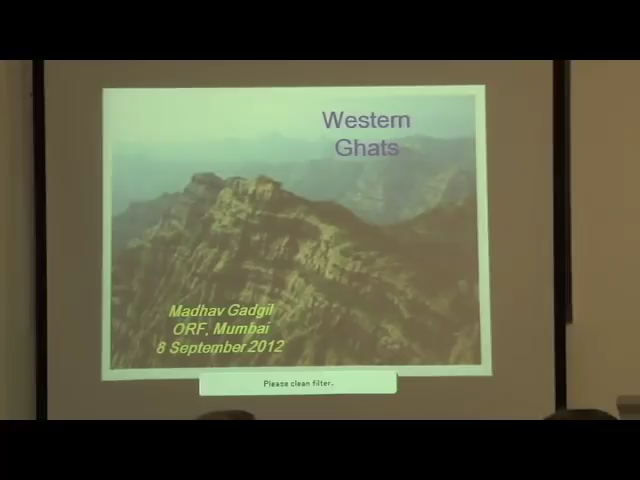 Western
Ghats
Madhav Gadgil
ORF, Mumbai
8 September 2012
Please clean filter.